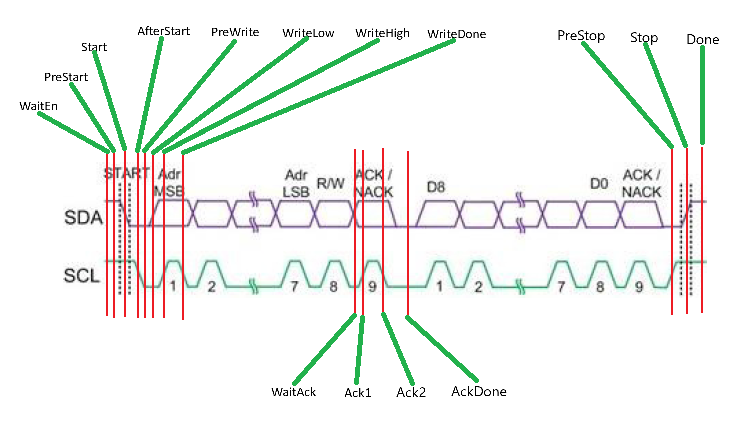 AfterStart
PreWrite
WriteLow
WriteHigh
WriteDone
PreStop
Stop
Done
Start
PreStart
WaitEn
START
Adr
MSB
Adr
LSB
R/W
ACK /
NACK
D8
D0
ACK /
NACK
SDA
SCL
1
2
7
8
9
1
2
7
8
9
WaitAck
Ack1
Ack2
AckDone